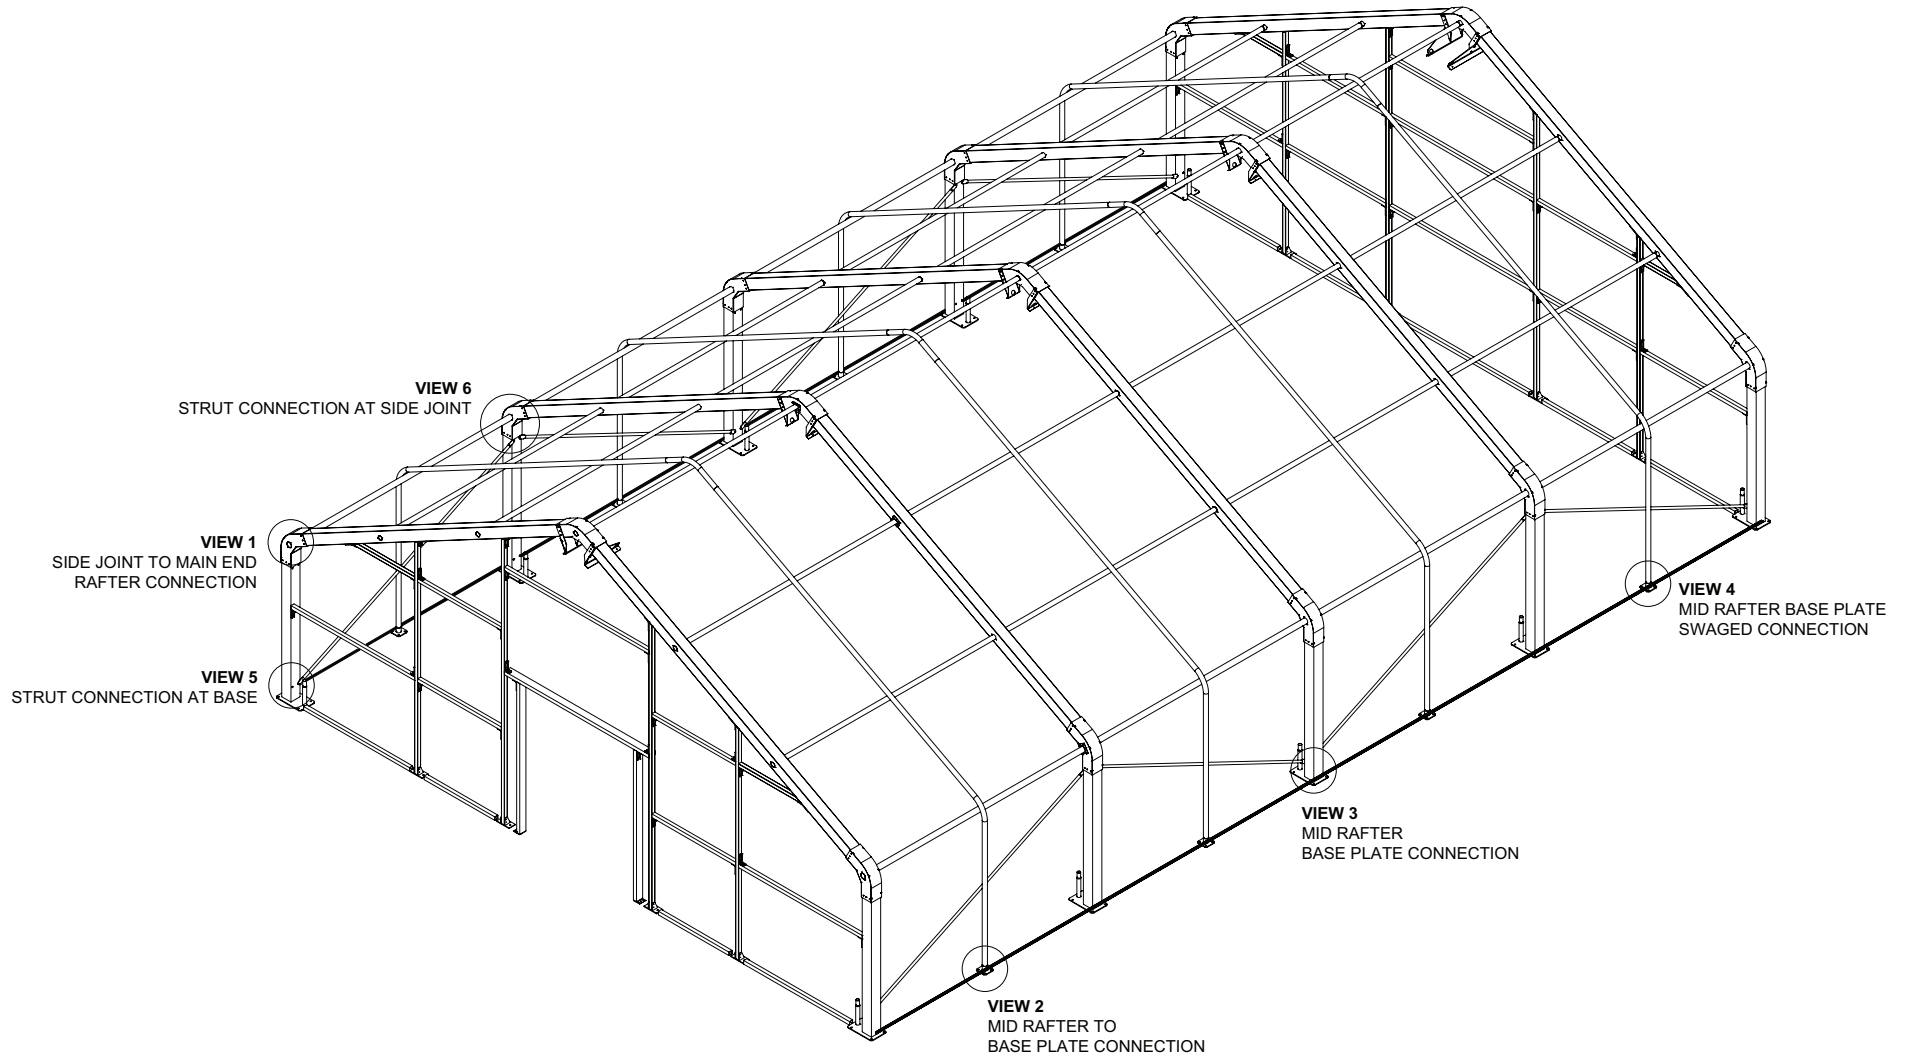 VIEW 6
STRUT CONNECTION AT SIDE JOINT
VIEW 1
SIDE JOINT TO MAIN END
RAFTER CONNECTION
VIEW 4
MID RAFTER BASE PLATE
SWAGED CONNECTION
VIEW 5
STRUT CONNECTION AT BASE
VIEW 3
MID RAFTER
BASE PLATE CONNECTION
VIEW 2
MID RAFTER TO
BASE PLATE CONNECTION